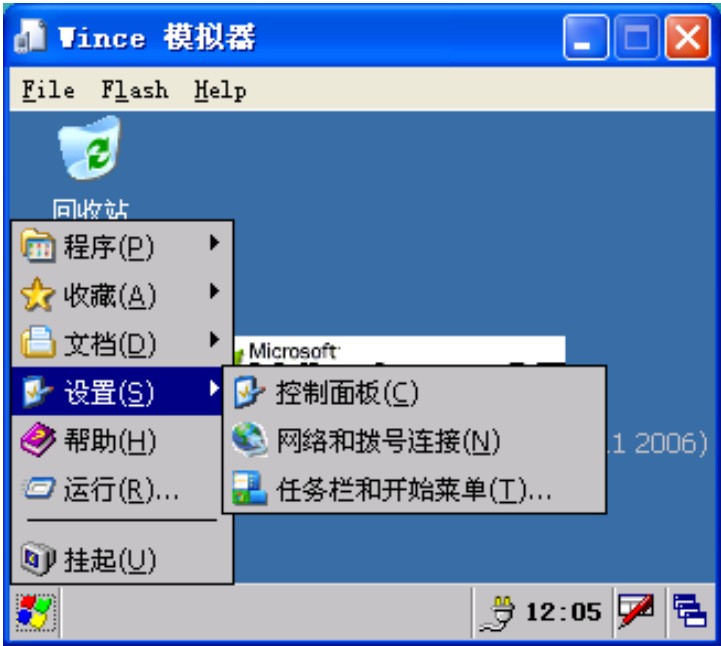 Wince 模拟器
File Flash Help
回收站
程序(P)
收藏(A)
文档(D)
Microsoft
设置(S)
控制面板(C)
帮助(H)
网络和拨号连接(N)
1 2006)
运行(R)...
任务栏和开始菜单(T)...
挂起(U)
12:05